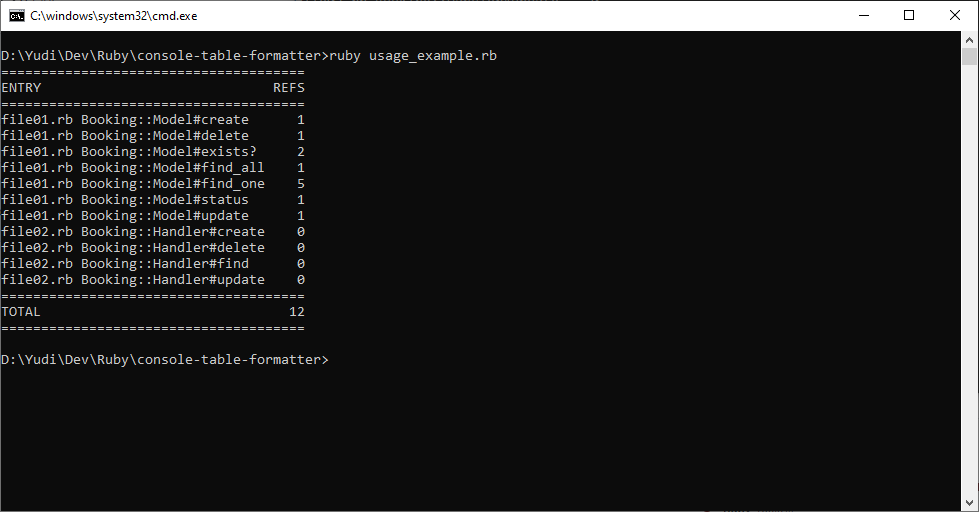 C:\windows\system32\cmd.exe
D:\Yudi\Dev\Ruby\console-table-formatter>ruby usage_example.rb
======================================
ENTRY                             REFS
======================================
file01.rb Booking::Model#create      1
file01.rb Booking::Model#delete      1
file01.rb Booking::Model#exists?     2
file01.rb Booking::Model#find_all    1
file01.rb Booking::Model#find_one    5
file01.rb Booking::Model#status      1
file01.rb Booking::Model#update      1
file02.rb Booking::Handler#create    0
file02.rb Booking::Handler#delete    0
file02.rb Booking::Handler#find      0
file02.rb Booking::Handler#update    0
======================================
TOTAL                               12
======================================
D:\Yudi\Dev\Ruby\console-table-formatter>